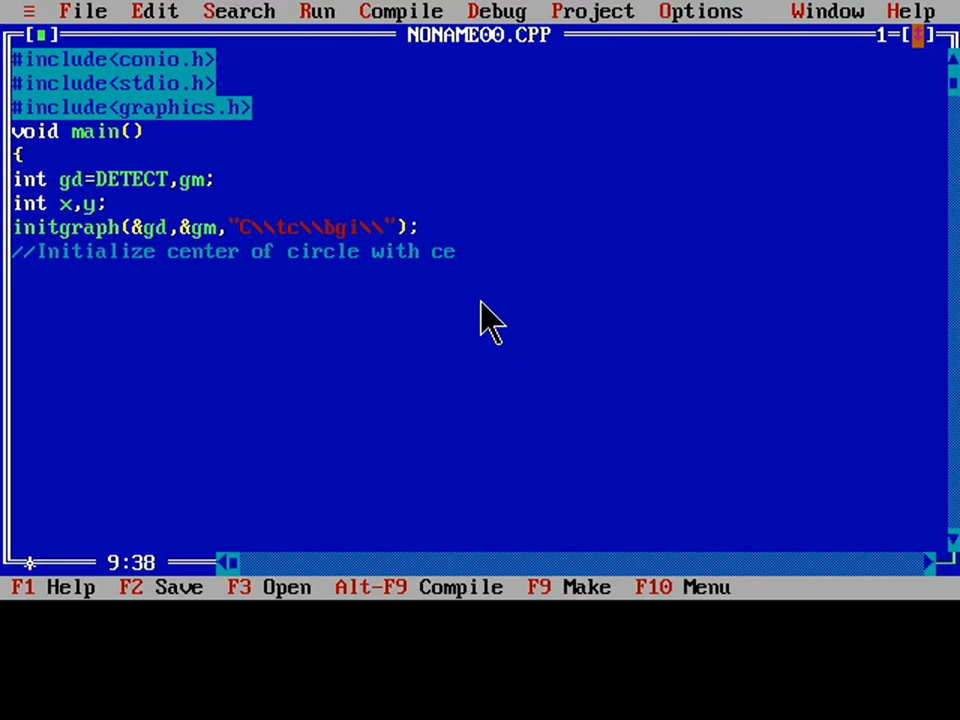 ≡ File Edit Search Run Compile Debug Project Options Window Help
[■] NONAME00.CPP 1=[↕]
#include<conio.h>
#include<stdio.h>
#include<graphics.h>
void main()
{
int gd=DETECT,gm;
int x,y;
initgraph(&gd,&gm,"C\\tc\\bgi\\");
//Initialize center of circle with ce
9:38
F1 Help F2 Save F3 Open Alt-F9 Compile F9 Make F10 Menu